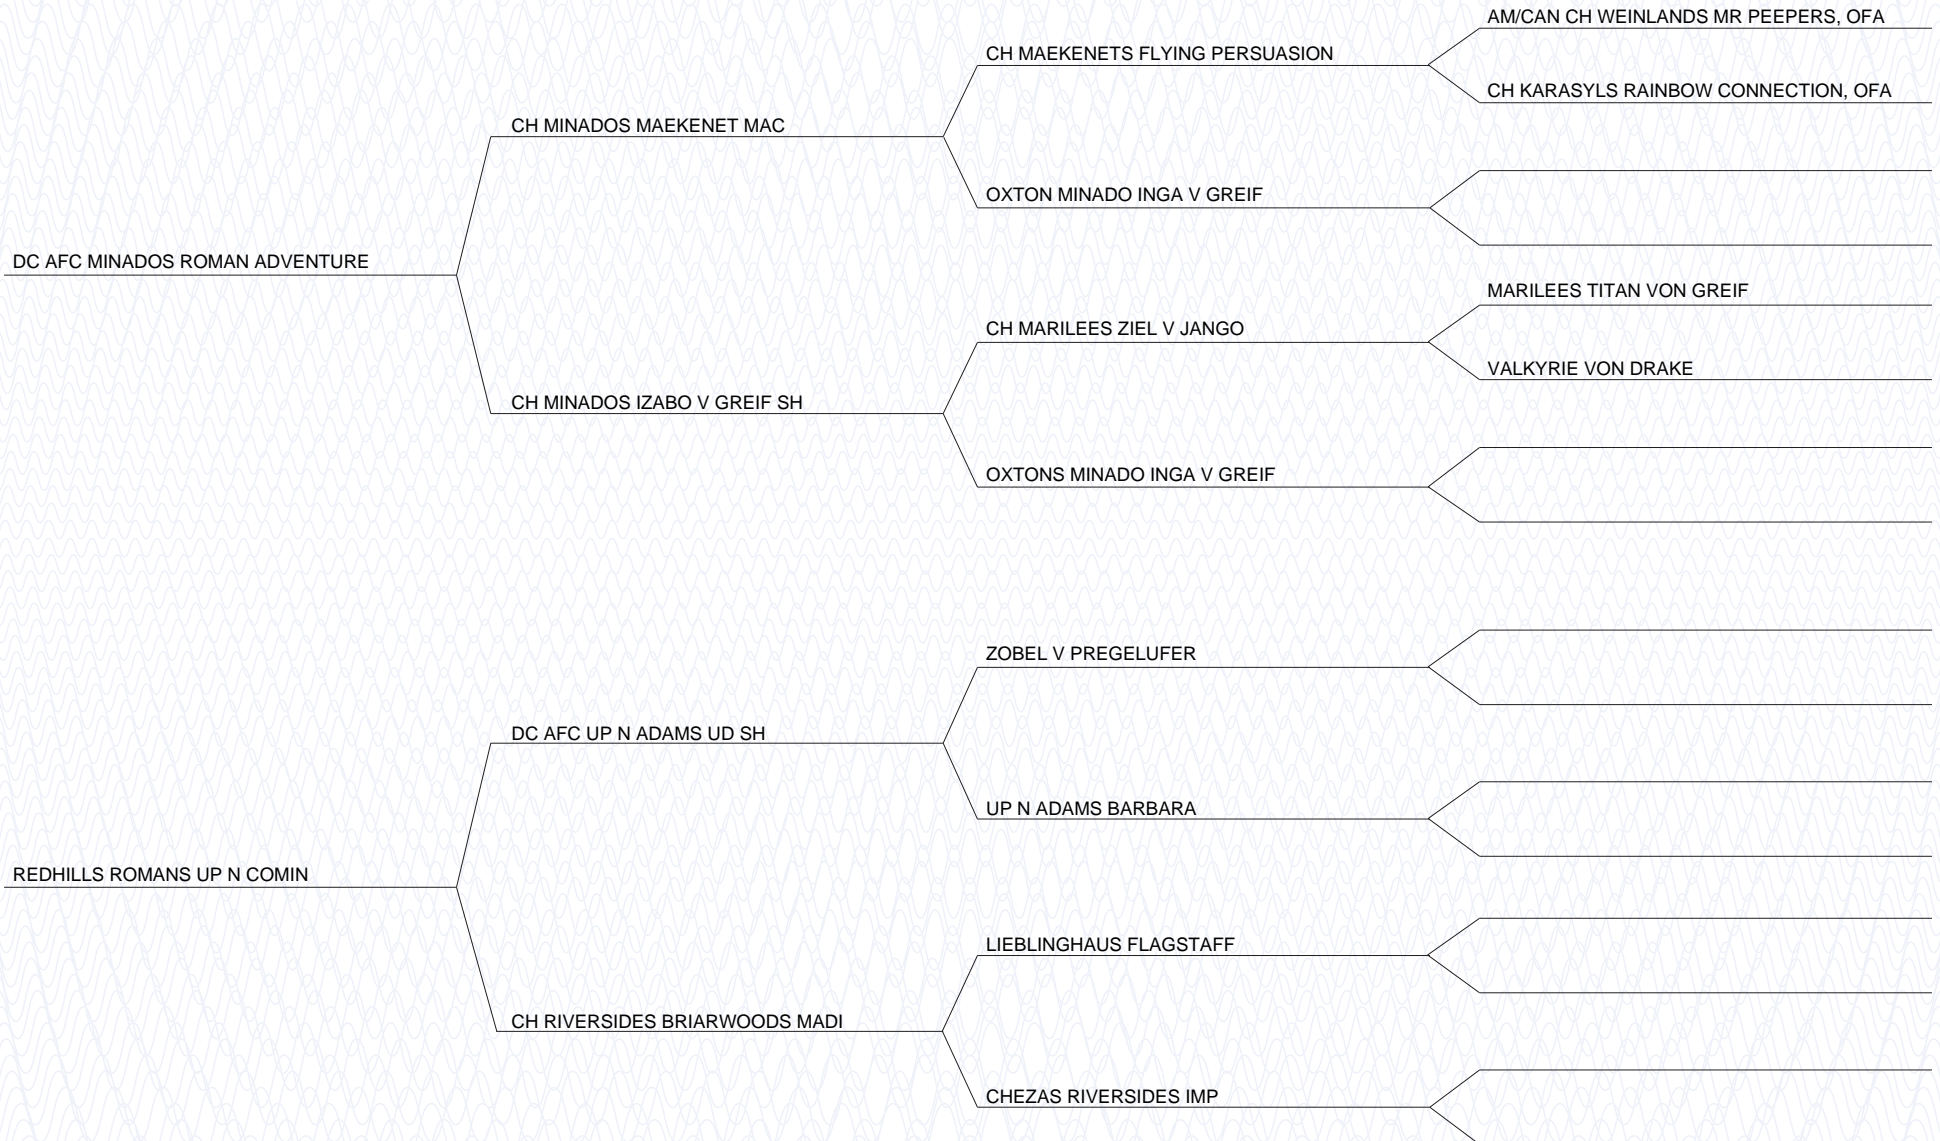 AM/CAN CH WEINLANDS MR PEEPERS, OFA
CH MAEKENETS FLYING PERSUASION
CH KARASYLS RAINBOW CONNECTION, OFA
CH MINADOS MAEKENET MAC
OXTON MINADO INGA V GREIF
DC AFC MINADOS ROMAN ADVENTURE
MARILEES TITAN VON GREIF
CH MARILEES ZIEL V JANGO
VALKYRIE VON DRAKE
CH MINADOS IZABO V GREIF SH
OXTONS MINADO INGA V GREIF
ZOBEL V PREGELUFER
DC AFC UP N ADAMS UD SH
UP N ADAMS BARBARA
REDHILLS ROMANS UP N COMIN
LIEBLINGHAUS FLAGSTAFF
CH RIVERSIDES BRIARWOODS MADI
CHEZAS RIVERSIDES IMP